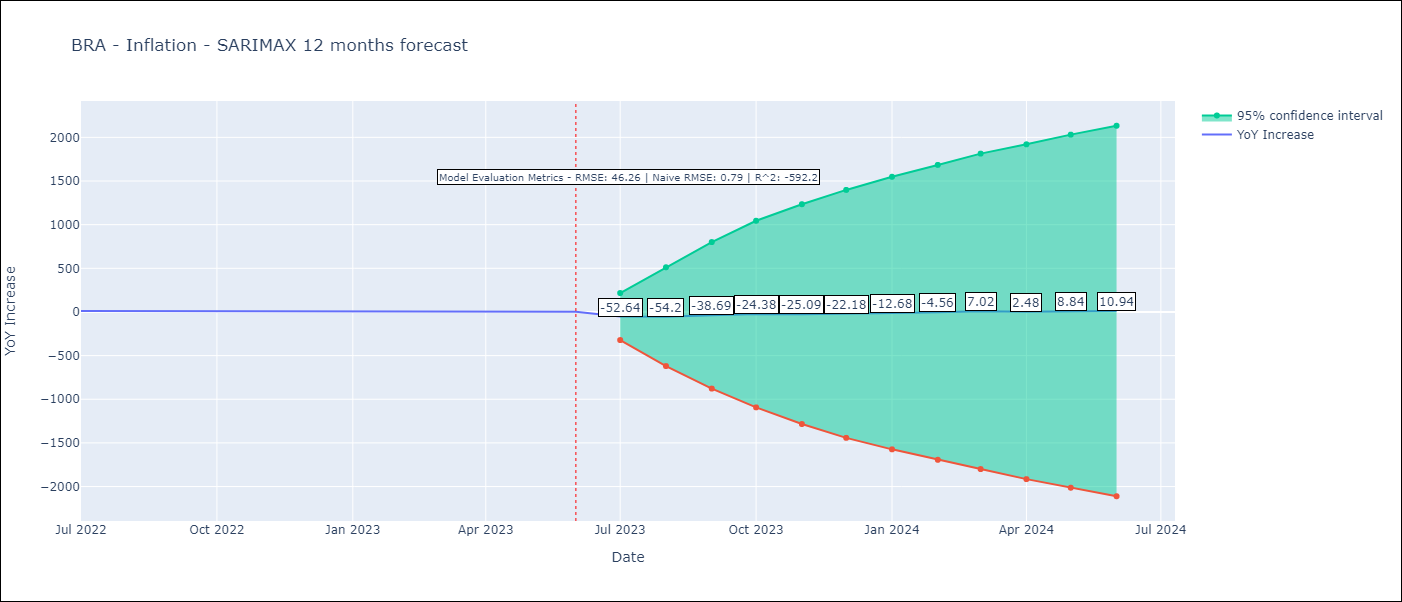 BRA - Inflation - SARIMAX 12 months forecast
95% confidence interval
YoY Increase
Model Evaluation Metrics - RMSE: 46.26 | Naive RMSE: 0.79 | R^2: -592.2
YoY Increase
2000
1500
1000
500
0
−500
−1000
−1500
−2000
-52.64
-54.2
-38.69
-24.38
-25.09
-22.18
-12.68
-4.56
7.02
2.48
8.84
10.94
Jul 2022
Oct 2022
Jan 2023
Apr 2023
Jul 2023
Oct 2023
Jan 2024
Apr 2024
Jul 2024
Date